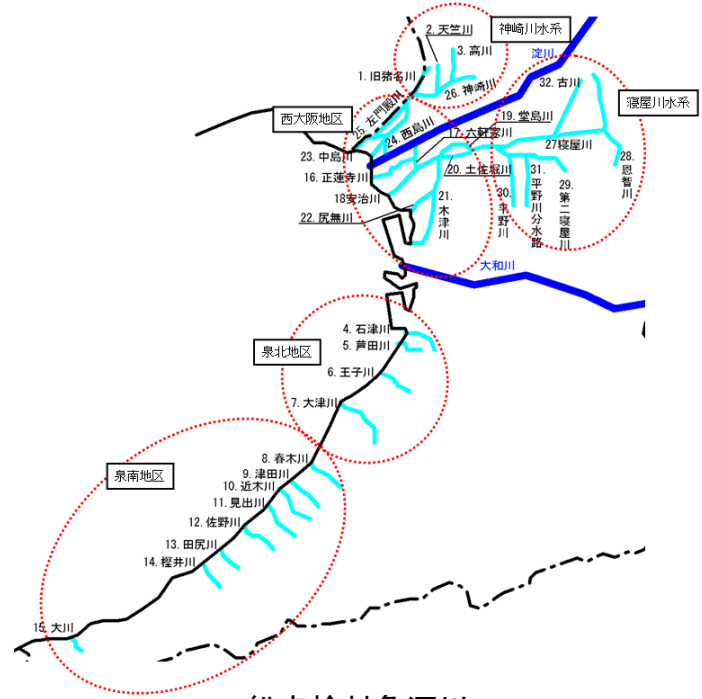 神崎川水系
2. 天竺川
3. 高川
淀川
1. 旧猪名川
26. 神崎川
32. 古川
寝屋川水系
西大阪地区
25. 左門殿川
24. 西島川
19. 堂島川
17. 六軒家川
23. 中島川
27寝屋川
16. 正蓮寺川
20. 土佐堀川
28. 恩智川
18安治川
21. 木津川
30. 平野川
31. 平野川分水路
29. 第二寝屋川
22. 尻無川
大和川
4. 石津川
泉北地区
5. 芦田川
6. 王子川
7. 大津川
8. 春木川
泉南地区
9. 津田川
10. 近木川
11. 見出川
12. 佐野川
13. 田尻川
14. 樫井川
15. 大川